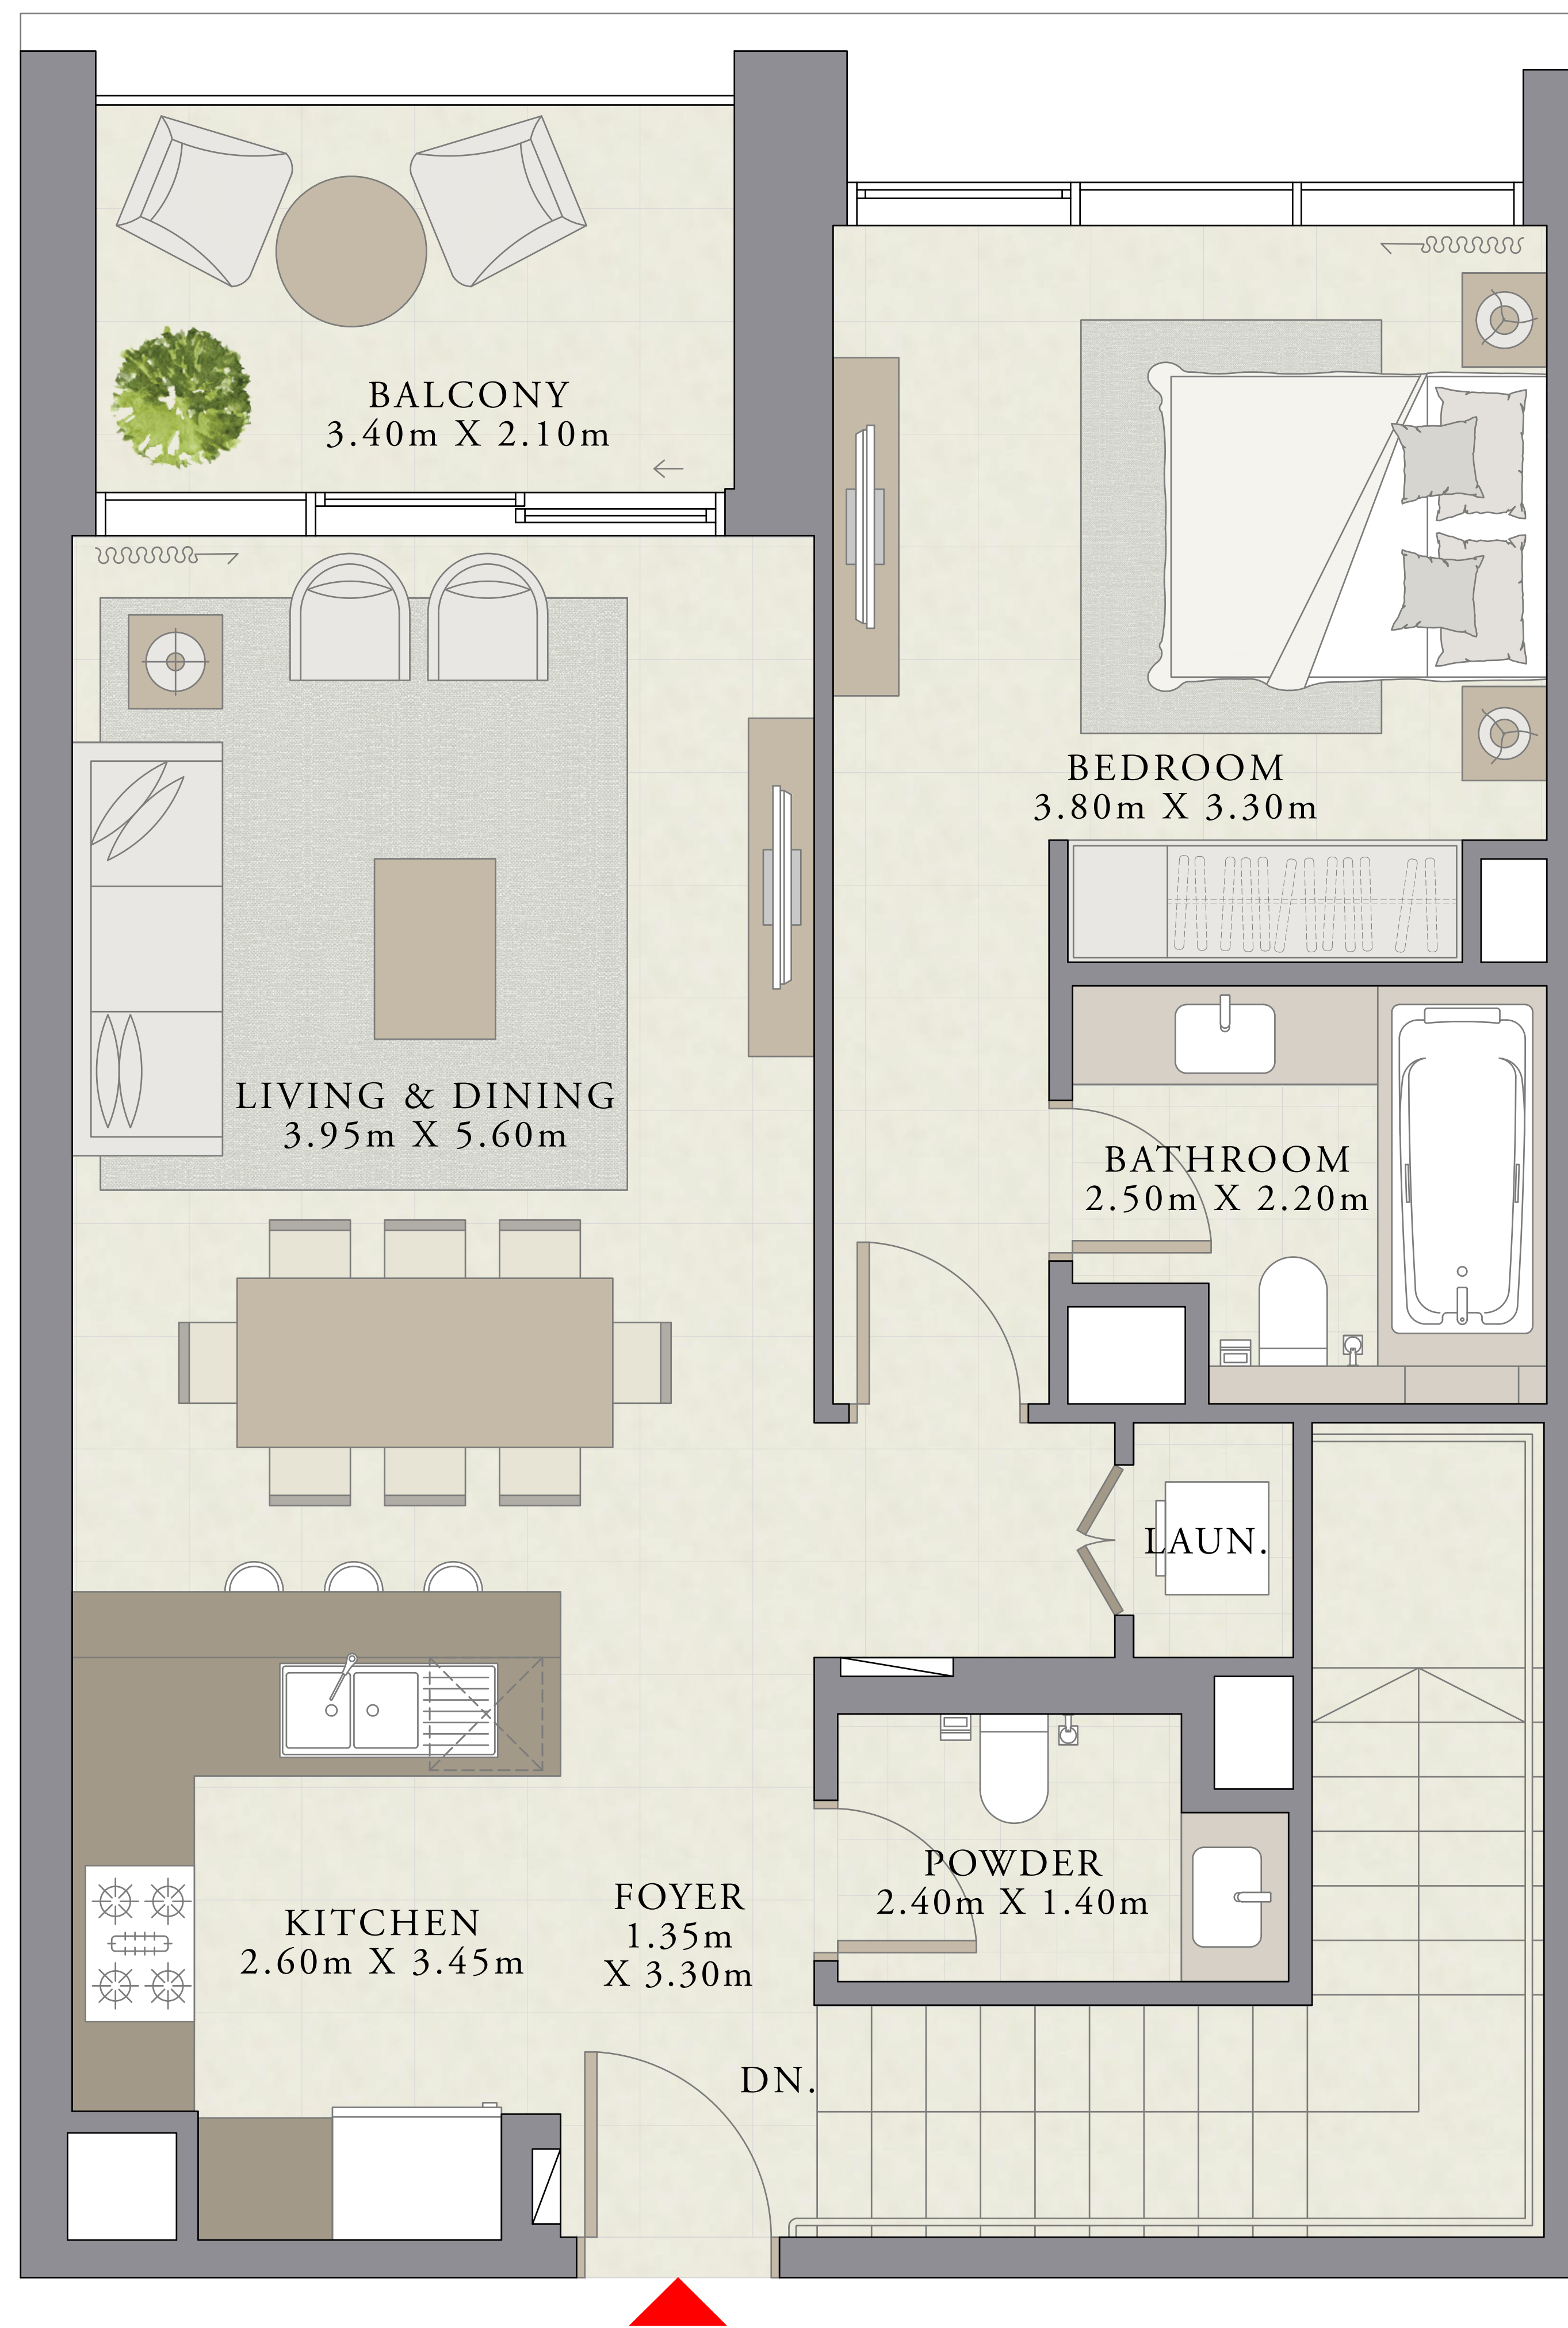 BALCONY
3.40m X 2.10m
BEDROOM
3.80m X 3.30m
LIVING & DINING
3.95m X 5.60m
BATHROOM
2.50m X 2.20m
LAUN.
POWDER
2.40m X 1.40m
FOYER
1.35m
X 3.30m
KITCHEN
2.60m X 3.45m
DN.